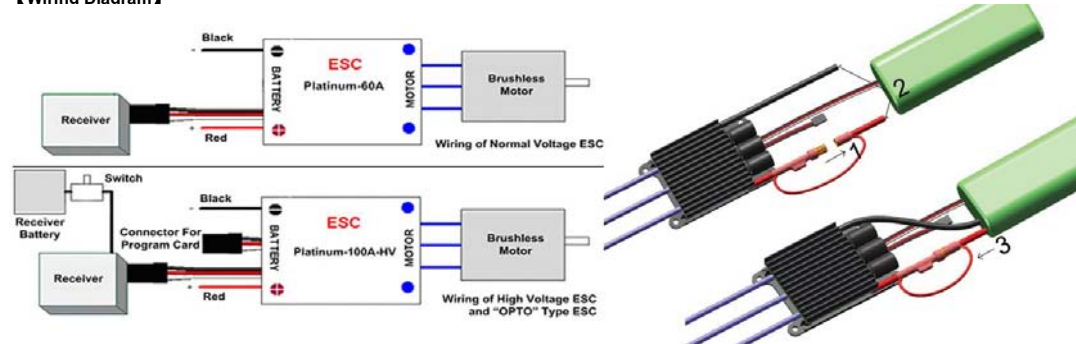 【Wiring Diagram】
Black
ESC
Platinum-60A
BATTERY
MOTOR
Brushless
Motor
Receiver
Red
Wiring of Normal Voltage ESC
Switch
Receiver
Battery
Black
Connector For
Program Card
ESC
Platinum-100A-HV
BATTERY
MOTOR
Brushless
Motor
Receiver
Red
Wiring of High Voltage ESC
and “OPTO” Type ESC
2
1
3